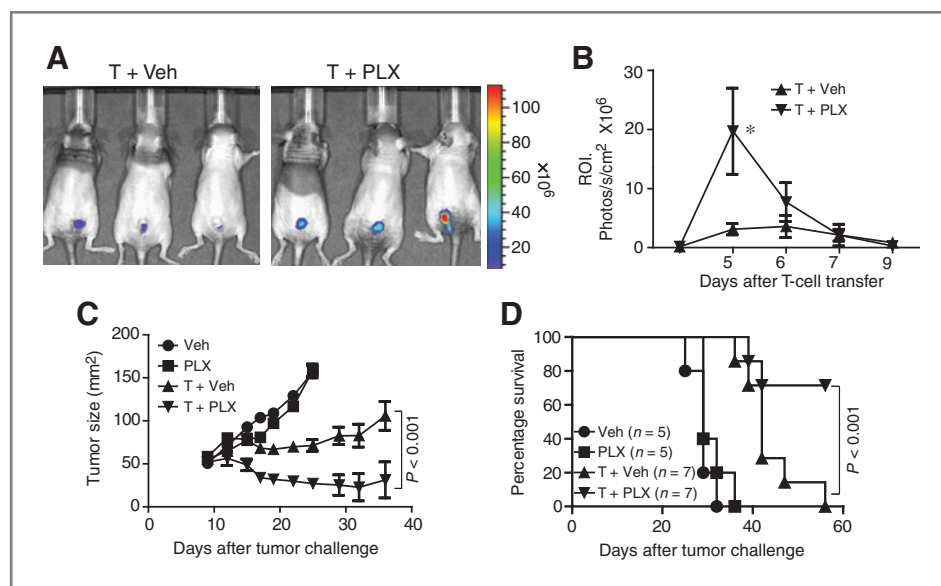 A
T + Veh
T + PLX
100
80
60
40
20
×10⁶
B
30
20
10
0
ROI.
Photos/s/cm² X10⁶
T + Veh
T + PLX
*
5
6
7
9
Days after T-cell transfer
C
200
150
100
50
0
Tumor size (mm²)
Veh
PLX
T + Veh
T + PLX
P < 0.001
0
10
20
30
40
Days after tumor challenge
D
100
80
60
40
20
0
Percentage survival
Veh (n = 5)
PLX (n = 5)
T + Veh (n = 7)
T + PLX (n = 7)
P < 0.001
0
20
40
60
Days after tumor challenge